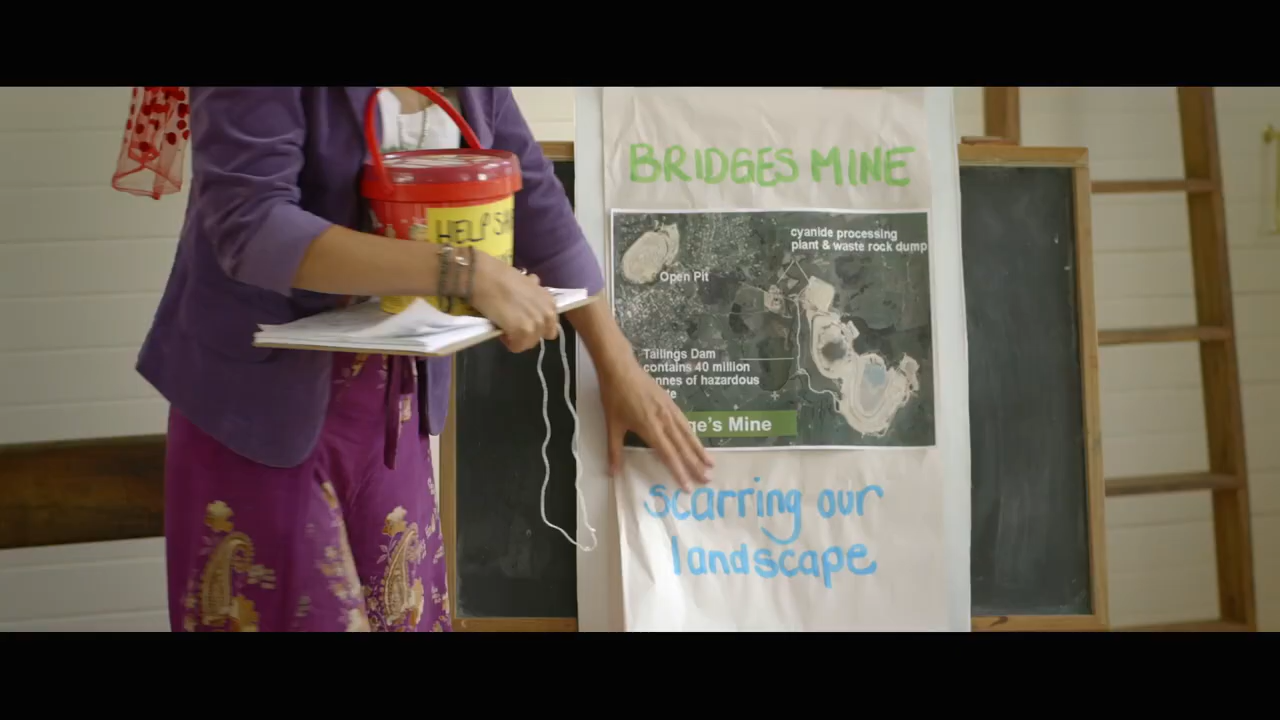 BRIDGES MINE
HELP
cyanide processing
plant & waste rock dump
Open Pit
Tailings Dam
contains 40 million
hazardous
Mine
Scarring our
landscape